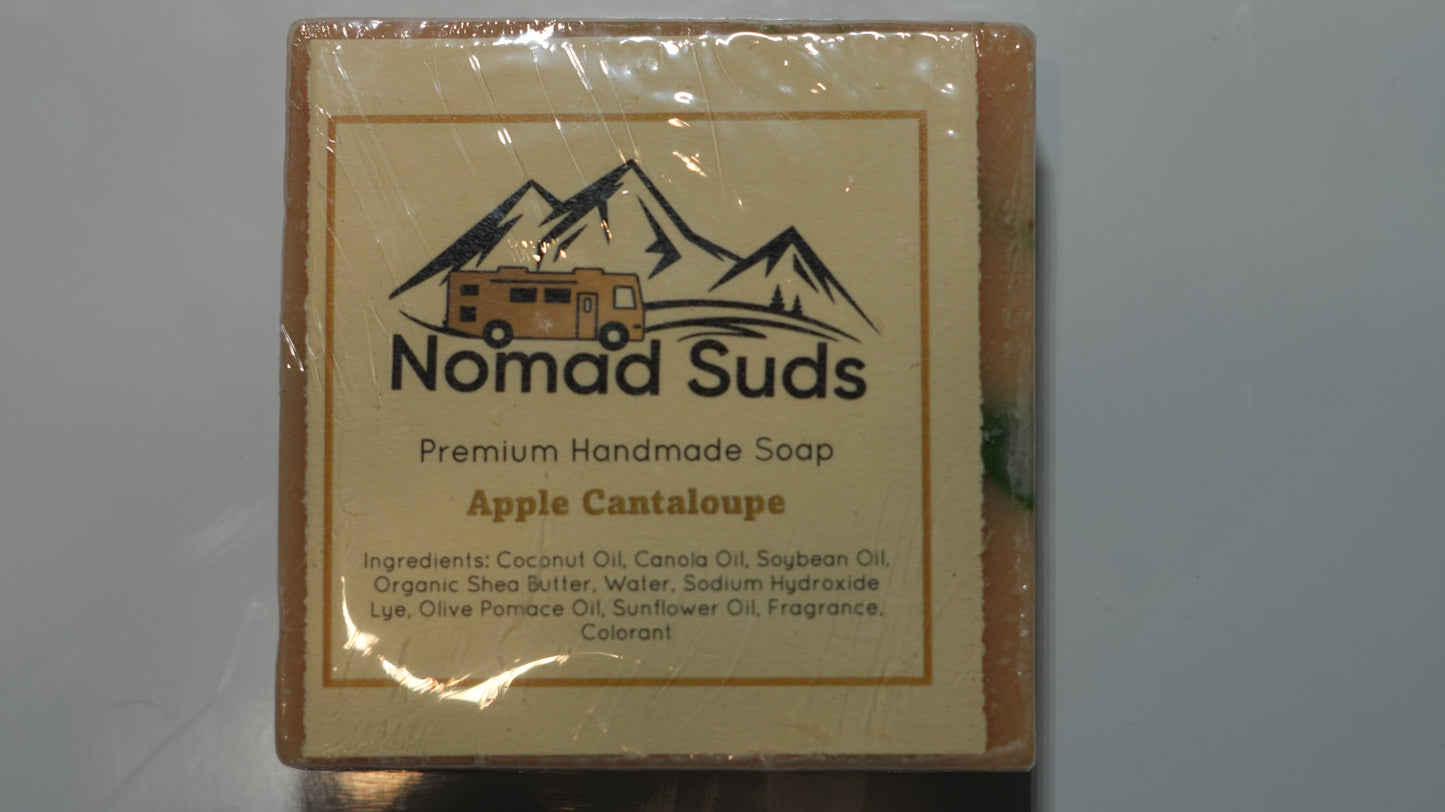 Nomad Suds
Premium Handmade Soap
Apple Cantaloupe
Ingredients: Coconut Oil, Canola Oil, Soybean Oil,
Organic Shea Butter, Water, Sodium Hydroxide
Lye, Olive Pomace Oil, Sunflower Oil, Fragrance,
Colorant